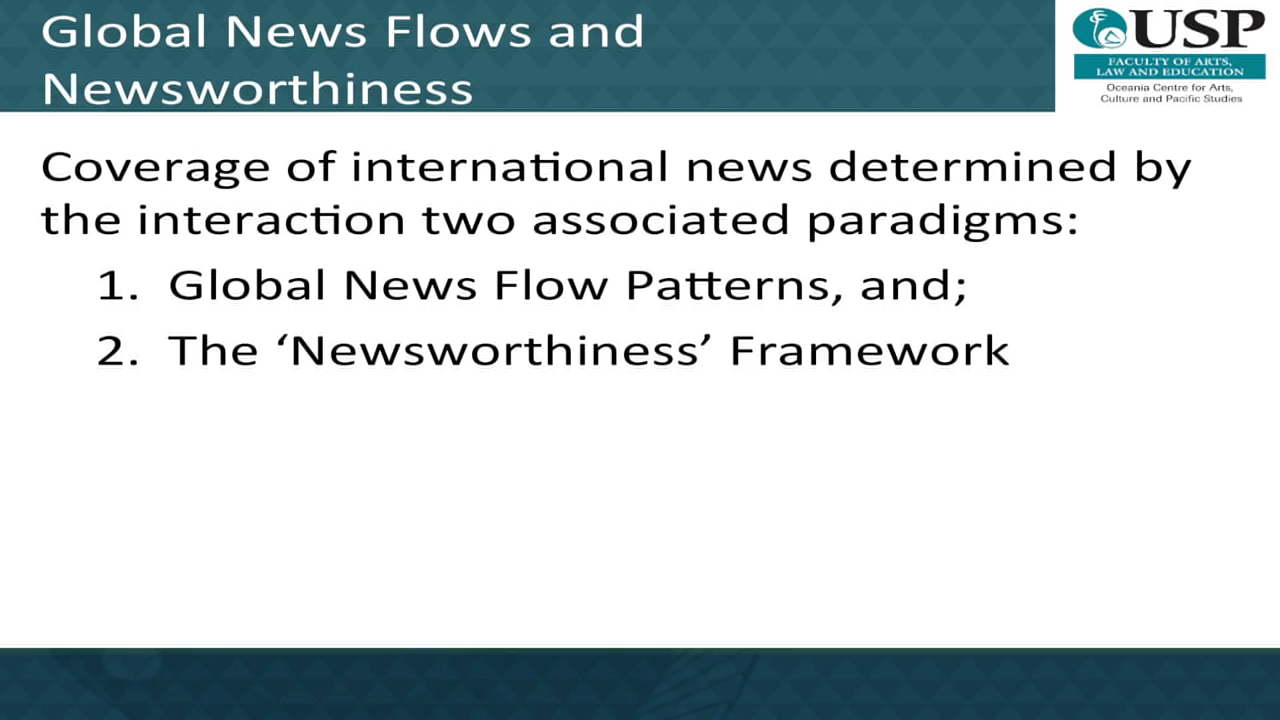 Global News Flows and
Newsworthiness
USP
FACULTY OF ARTS,
LAW AND EDUCATION
Oceania Centre for Arts,
Culture and Pacific Studies
Coverage of international news determined by
the interaction two associated paradigms:
1. Global News Flow Patterns, and;
2. The ‘Newsworthiness’ Framework